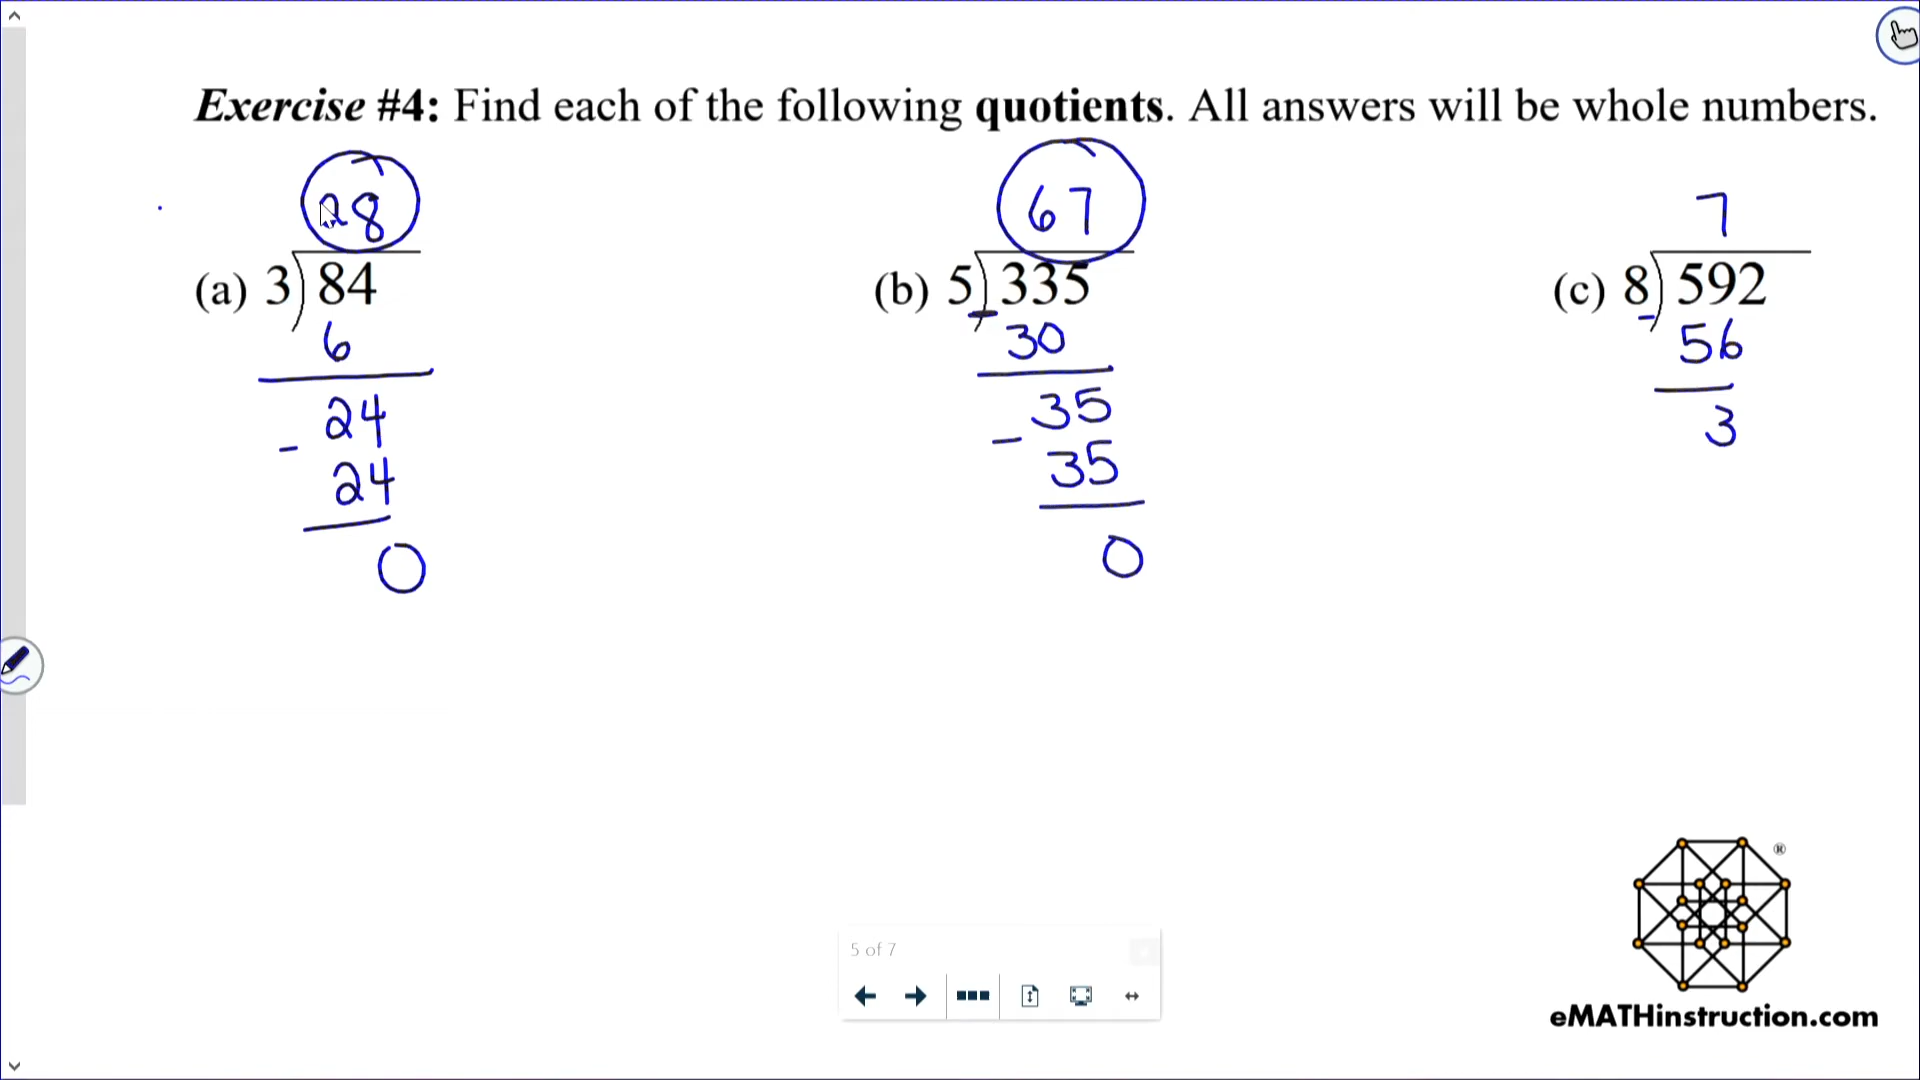 Exercise #4: Find each of the following quotients. All answers will be whole numbers.
28
(a) 3)84
6
24
- 24
0
67
(b) 5)335
- 30
35
- 35
0
7
(c) 8)592
- 56
3
5 of 7
®
eMATHinstruction.com